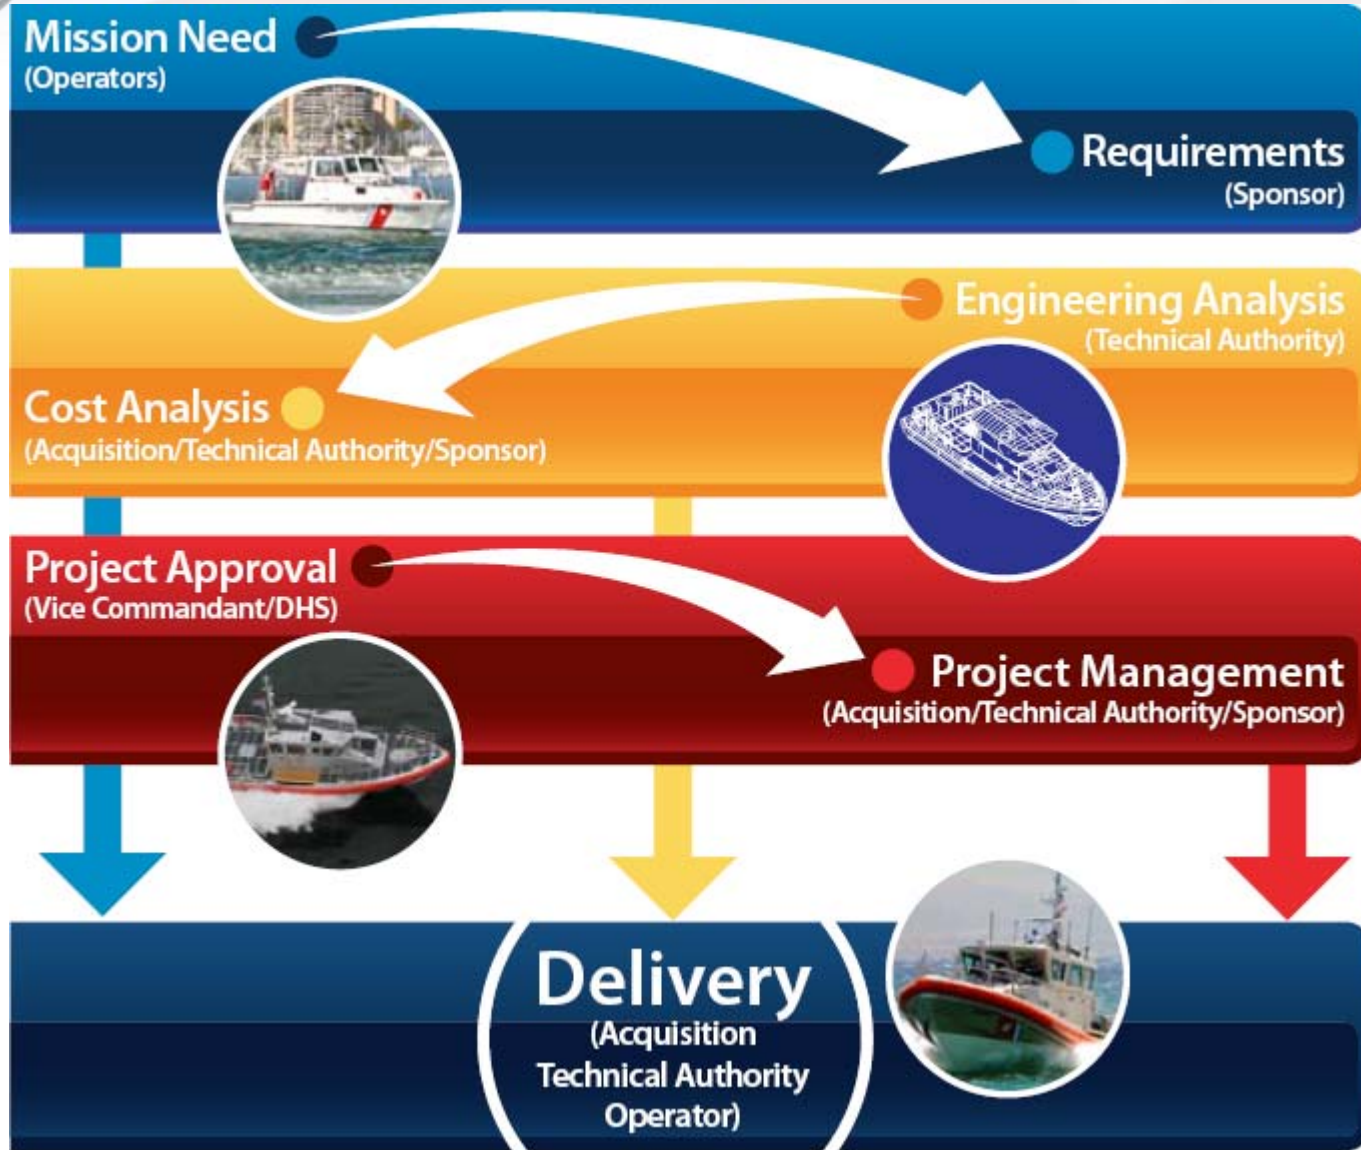 Mission Need
(Operators)
Requirements
(Sponsor)
Engineering Analysis
(Technical Authority)
Cost Analysis
(Acquisition/Technical Authority/Sponsor)
Project Approval
(Vice Commandant/DHS)
Project Management
(Acquisition/Technical Authority/Sponsor)
Delivery
(Acquisition
Technical Authority
Operator)